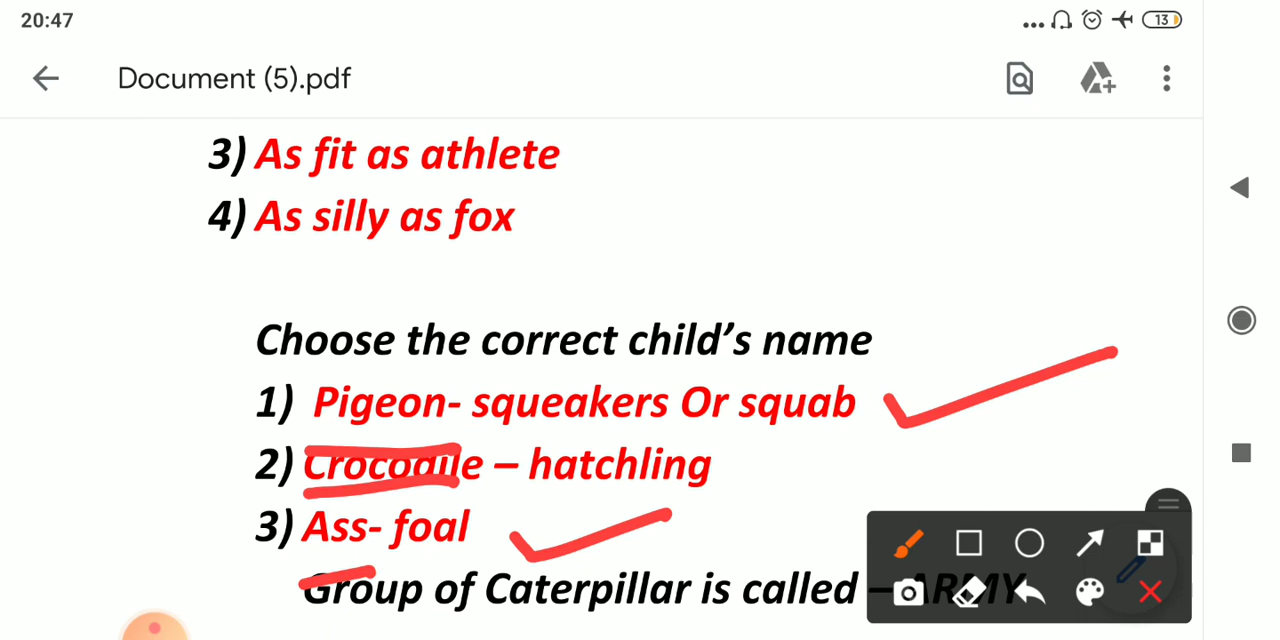 20:47
13
Document (5).pdf
3) As fit as athlete
4) As silly as fox
Choose the correct child's name
1) Pigeon- squeakers Or squab
2) Crocodile – hatchling
3) Ass- foal
Group of Caterpillar is called – ARMY